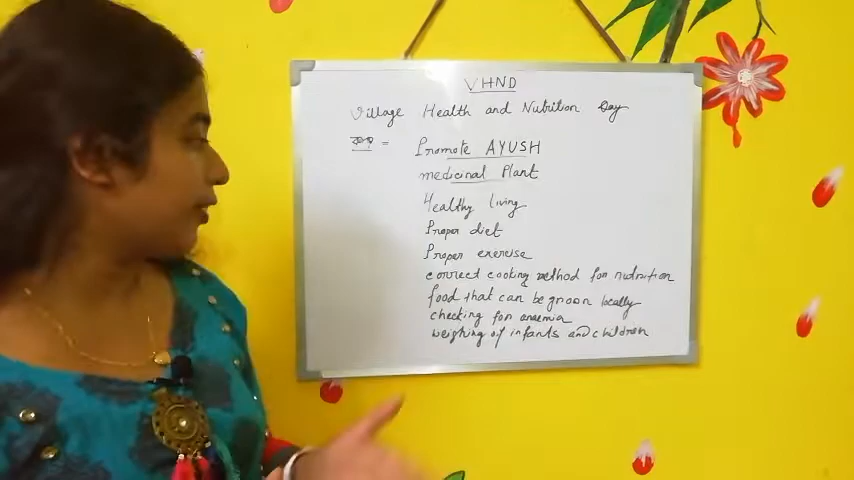 VHND
Village Health and Nutrition Day
কাজ = Promote AYUSH
medicinal Plant
Healthy living
Proper diet
Proper exercise
correct cooking method for nutrition
food that can be groon locally
checking for anaemia
weighing of infants and children